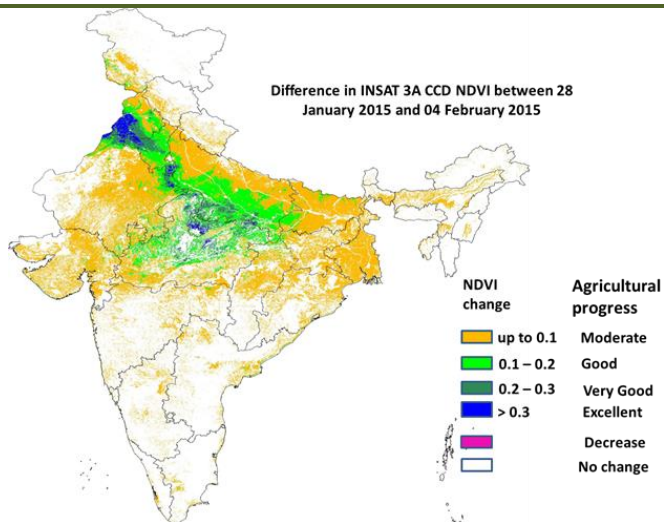 Difference in INSAT 3A CCD NDVI between 28
January 2015 and 04 February 2015
NDVI change
Agricultural progress
up to 0.1 Moderate
0.1 – 0.2 Good
0.2 – 0.3 Very Good
> 0.3 Excellent
Decrease
No change